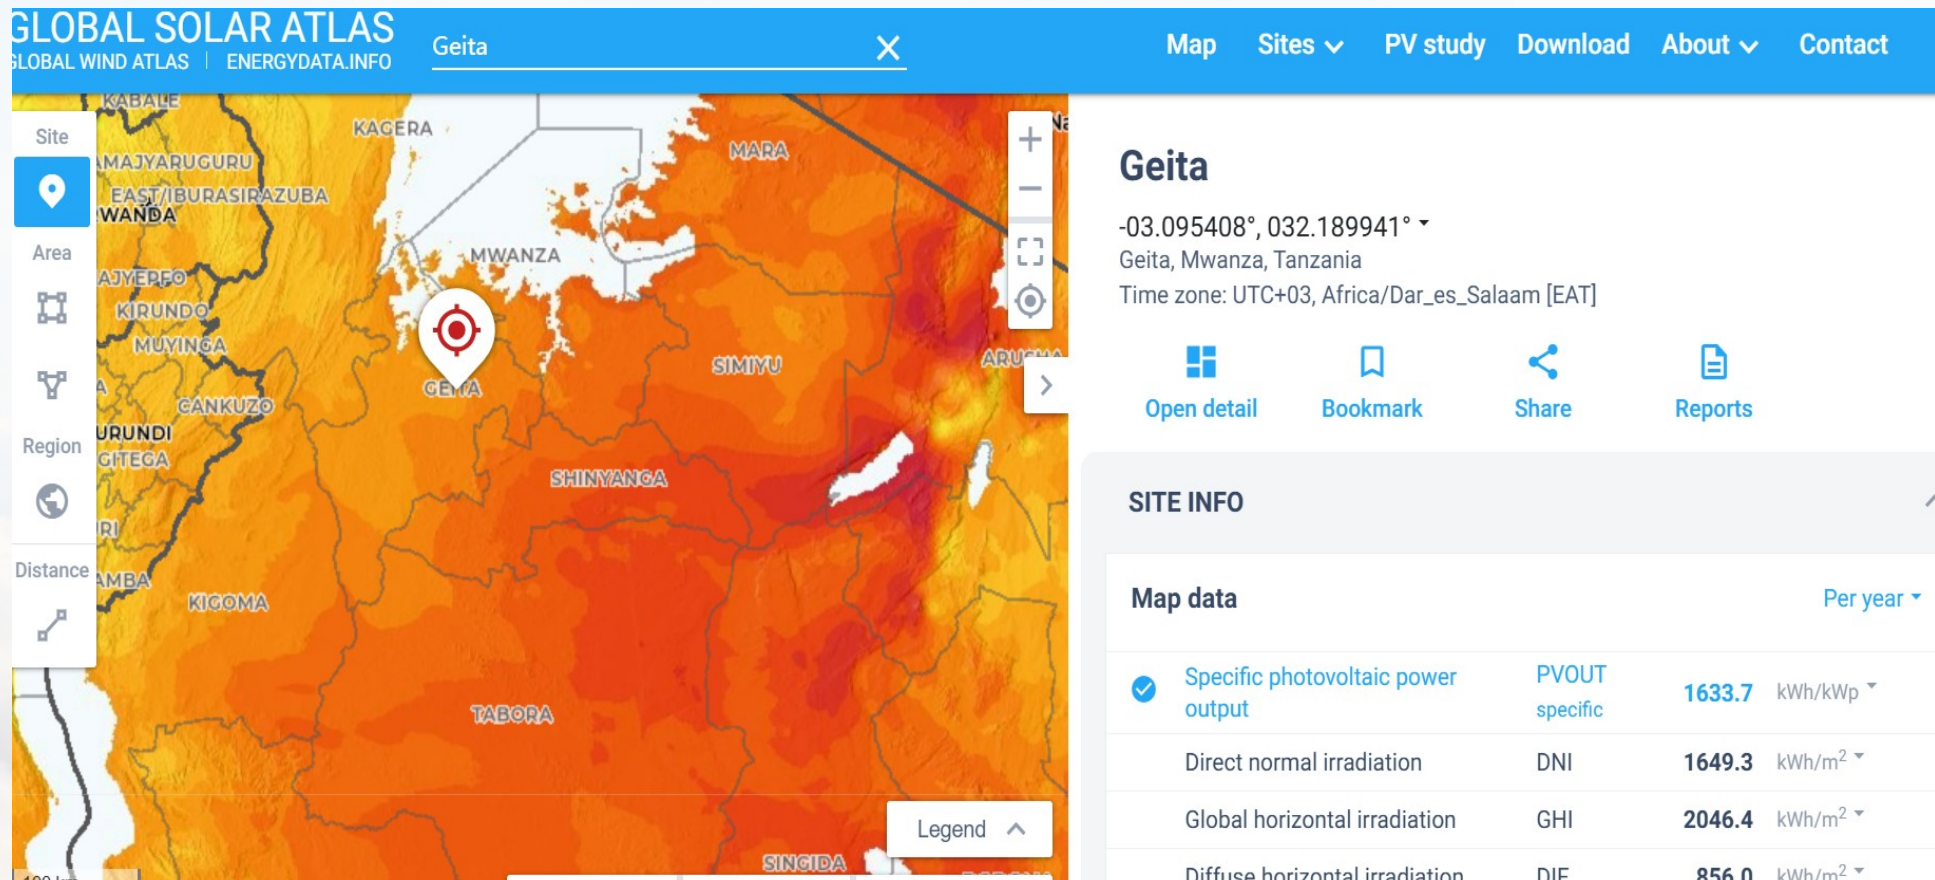 GLOBAL SOLAR ATLAS
GLOBAL WIND ATLAS | ENERGYDATA.INFO
Geita
Map Sites PV study Download About Contact
Site
Area
Region
Distance
KABALE
KAGERA
MARA
AMAJYARUGURU
EAST/IBURASIRAZUBA
RWANDA
MWANZA
AJYEPFO
KIRUNDO
MUYINGA
SIMIYU
GEITA
CANKUZO
BURUNDI
GITEGA
SHINYANGA
KIGOMA
TABORA
SINGIDA
Legend
Geita
-03.095408°, 032.189941°
Geita, Mwanza, Tanzania
Time zone: UTC+03, Africa/Dar_es_Salaam [EAT]
Open detail Bookmark Share Reports
SITE INFO
Map data Per year
Specific photovoltaic power output PVOUT specific 1633.7 kWh/kWp
Direct normal irradiation DNI 1649.3 kWh/m²
Global horizontal irradiation GHI 2046.4 kWh/m²
Diffuse horizontal irradiation DIF 856.0 kWh/m²